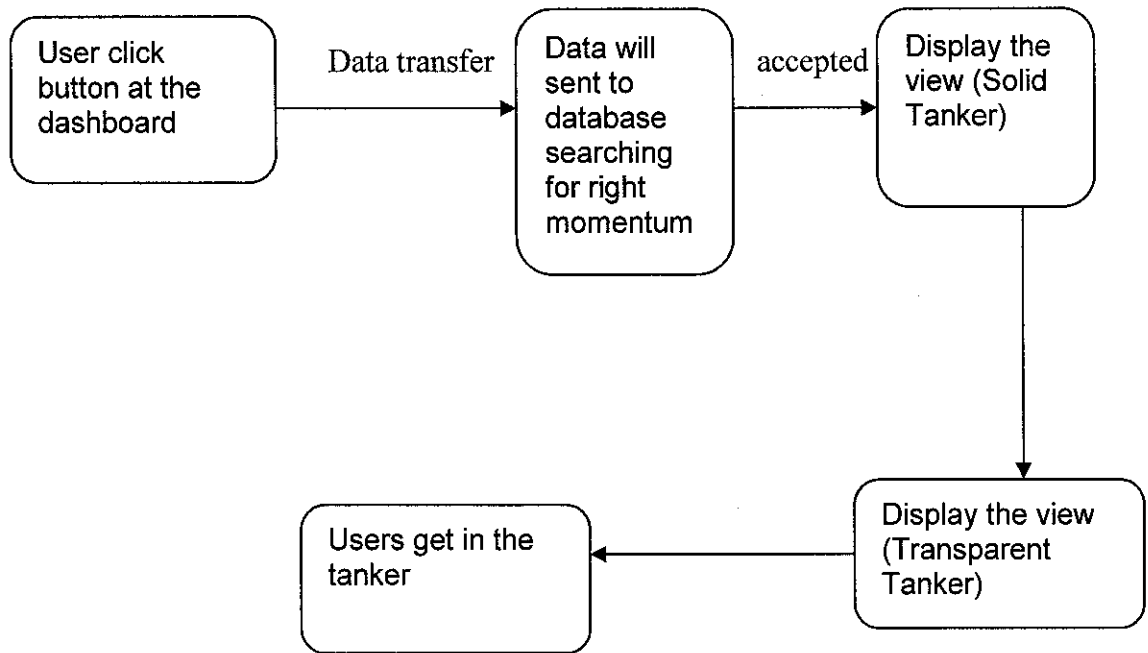 User click
button at the
dashboard
Data transfer
Data will
sent to
database
searching
for right
momentum
accepted
Display the
view (Solid
Tanker)
Display the view
(Transparent
Tanker)
Users get in the
tanker